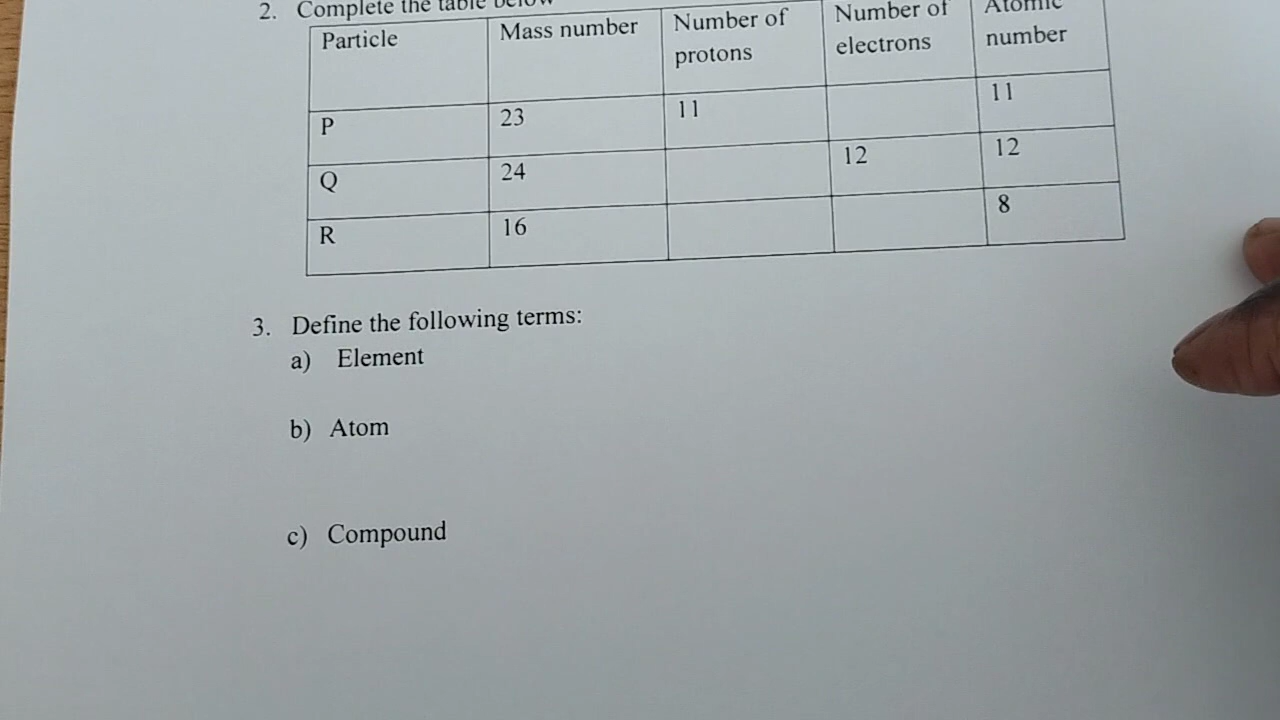 2. Complete the table below
Particle Mass number Number of protons Number of electrons Atomic number
P 23 11 11
Q 24 12 12
R 16 8
3. Define the following terms:
a) Element
b) Atom
c) Compound